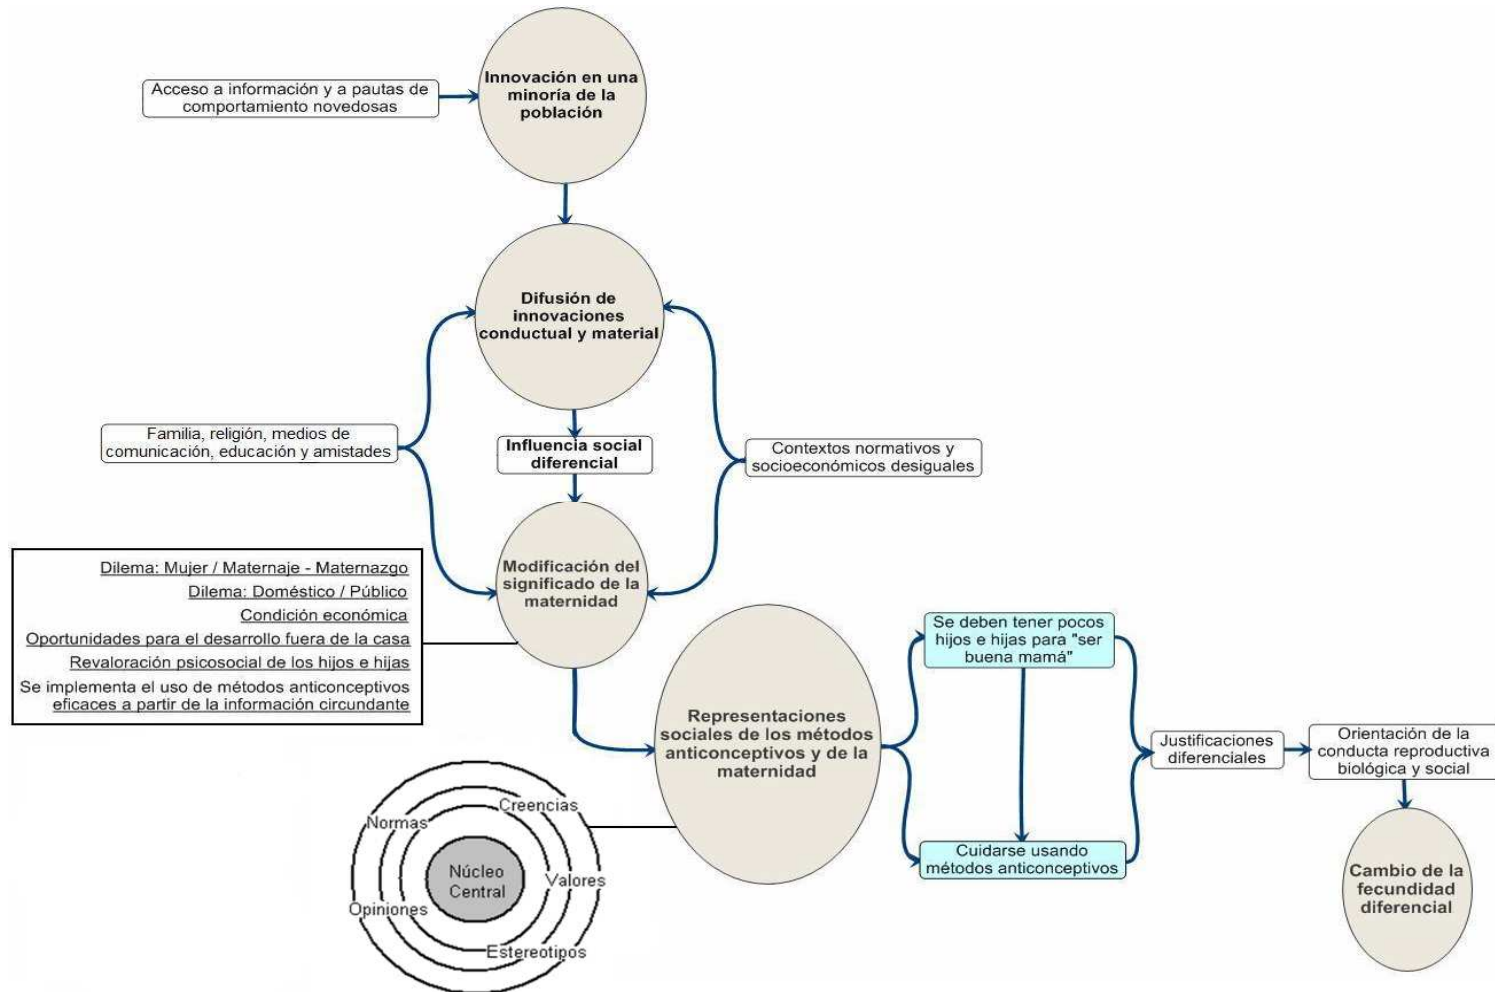 Innovación en una
minoría de la
población
Acceso a información y a pautas de
comportamiento novedosas
Difusión de
innovaciones
conductual y material
Familia, religión, medios de
comunicación, educación y amistades
Influencia social
diferencial
Contextos normativos y
socioeconómicos desiguales
Modificación del
significado de la
maternidad
Dilema: Mujer / Maternaje - Maternazgo
Dilema: Doméstico / Público
Condición económica
Oportunidades para el desarrollo fuera de la casa
Revaloración psicosocial de los hijos e hijas
Se implementa el uso de métodos anticonceptivos
eficaces a partir de la información circundante
Representaciones
sociales de los métodos
anticonceptivos y de la
maternidad
Se deben tener pocos
hijos e hijas para "ser
buena mamá"
Cuidarse usando
métodos anticonceptivos
Justificaciones
diferenciales
Orientación de la
conducta reproductiva
biológica y social
Cambio de la
fecundidad
diferencial
Creencias
Normas
Núcleo
Central
Valores
Opiniones
Estereotipos